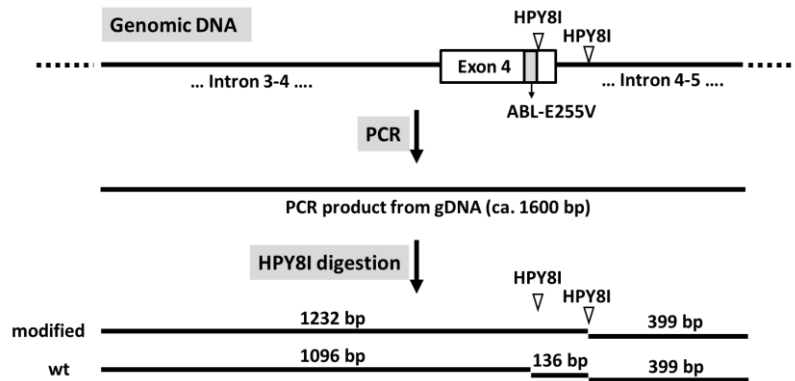 Genomic DNA
HPY8I
HPY8I
Exon 4
... Intron 3-4 ....
... Intron 4-5 ....
ABL-E255V
PCR
PCR product from gDNA (ca. 1600 bp)
HPY8I digestion
HPY8I
HPY8I
modified
1232 bp
399 bp
wt
1096 bp
136 bp
399 bp